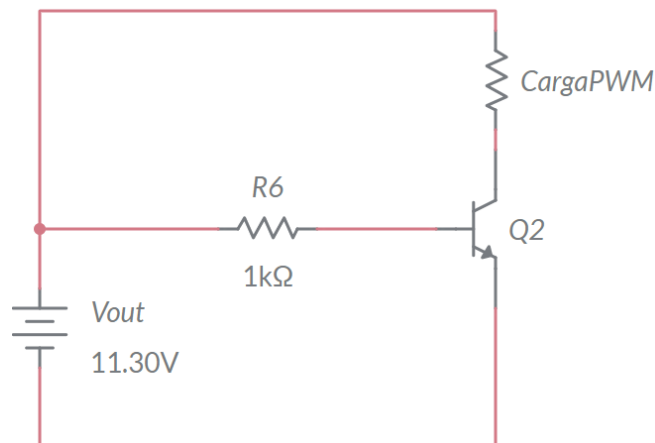 CargaPWM
R6
1kΩ
Q2
Vout
11.30V